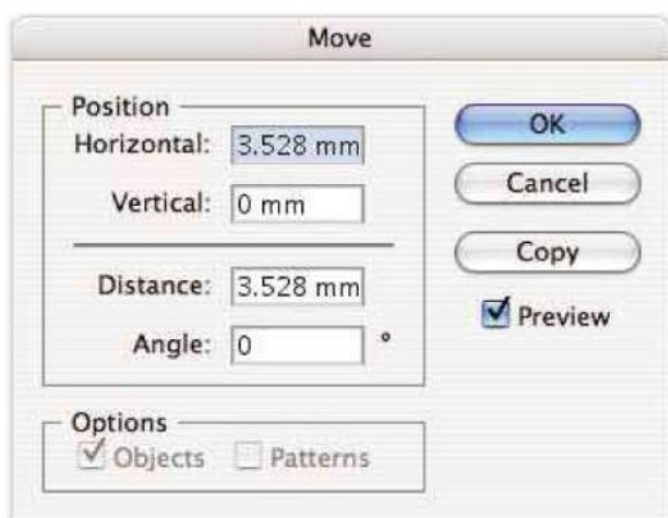 Move
Position
Horizontal: 3.528 mm
Vertical: 0 mm
Distance: 3.528 mm
Angle: 0 °
OK
Cancel
Copy
Preview
Options
Objects Patterns